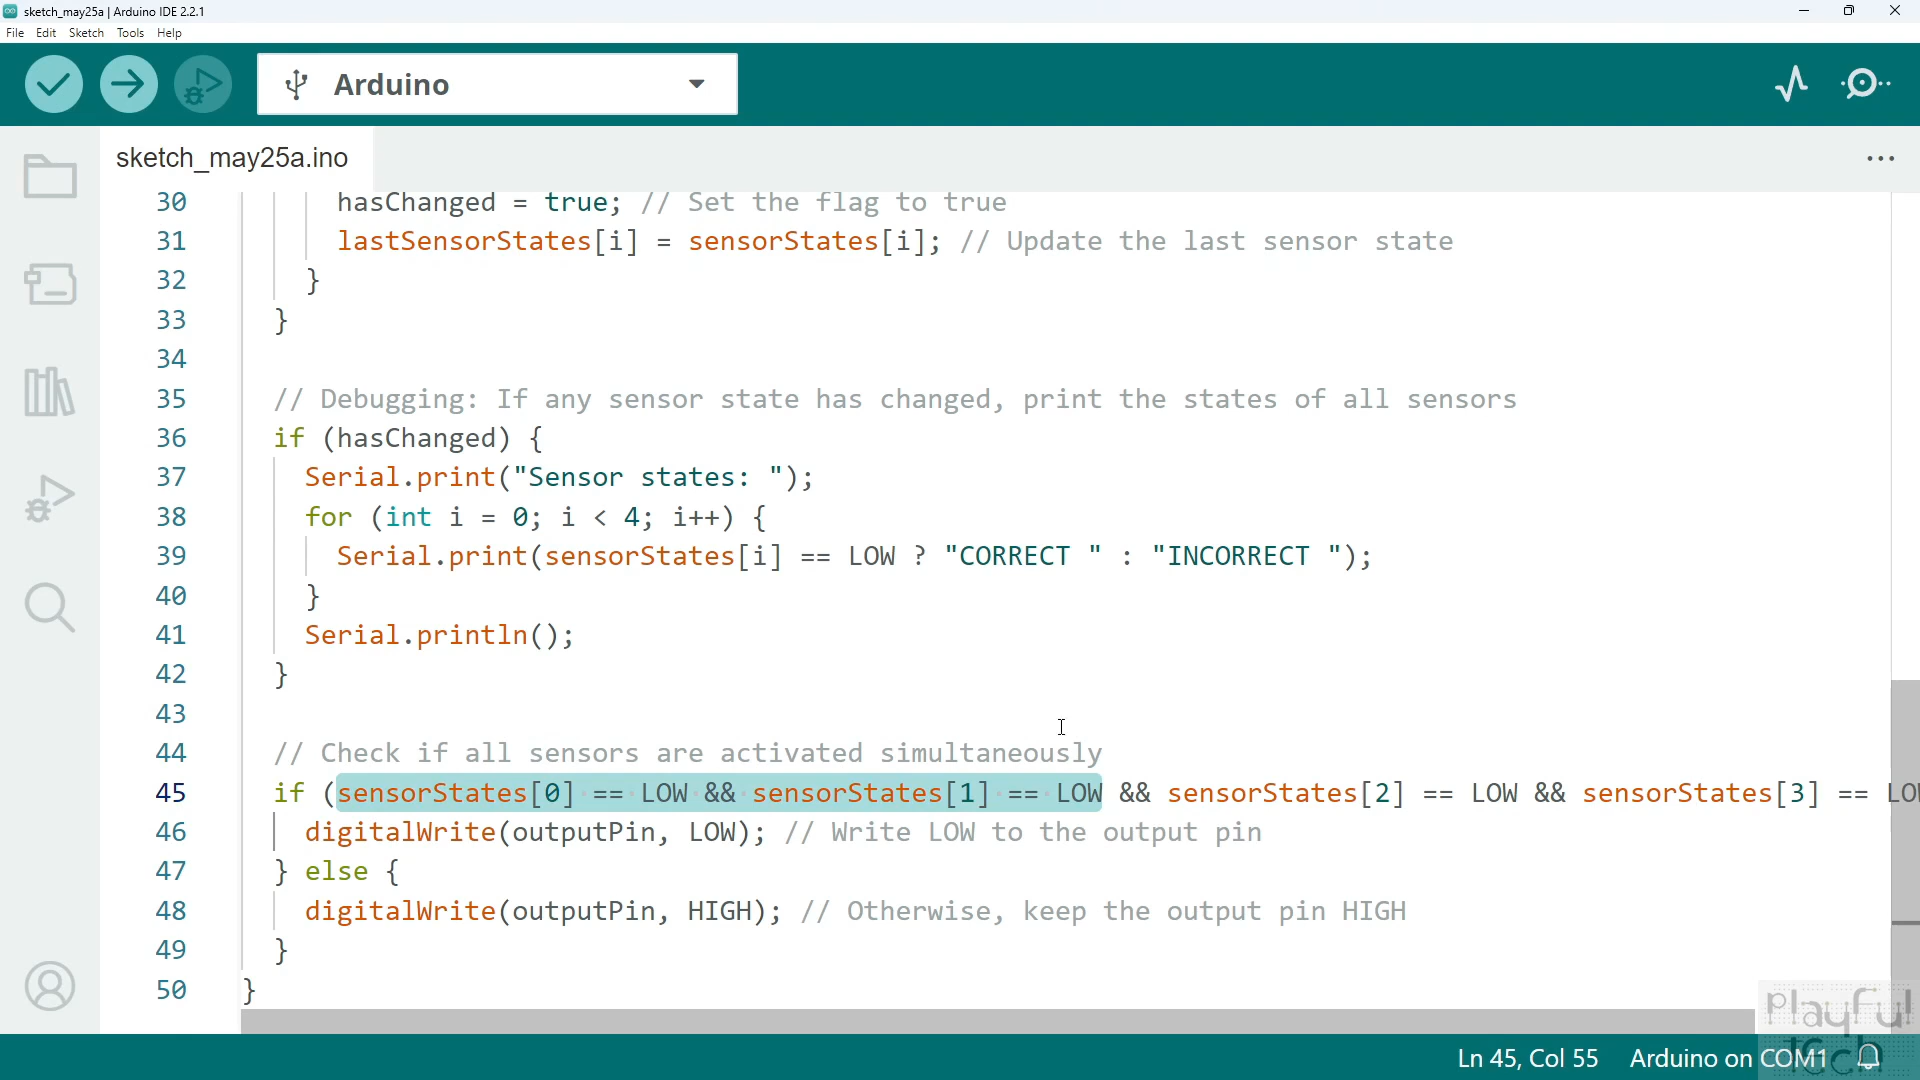 sketch_may25a | Arduino IDE 2.2.1
File Edit Sketch Tools Help
Arduino
sketch_may25a.ino
30 hasChanged = true; // Set the flag to true
31 lastSensorStates[i] = sensorStates[i]; // Update the last sensor state
32 }
33 }
34
35 // Debugging: If any sensor state has changed, print the states of all sensors
36 if (hasChanged) {
37 Serial.print("Sensor states: ");
38 for (int i = 0; i < 4; i++) {
39 Serial.print(sensorStates[i] == LOW ? "CORRECT " : "INCORRECT ");
40 }
41 Serial.println();
42 }
43
44 // Check if all sensors are activated simultaneously
45 if (sensorStates[0] == LOW && sensorStates[1] == LOW && sensorStates[2] == LOW && sensorStates[3] == LO
46 digitalWrite(outputPin, LOW); // Write LOW to the output pin
47 } else {
48 digitalWrite(outputPin, HIGH); // Otherwise, keep the output pin HIGH
49 }
50 }
playful
tech
Ln 45, Col 55 Arduino on COM1